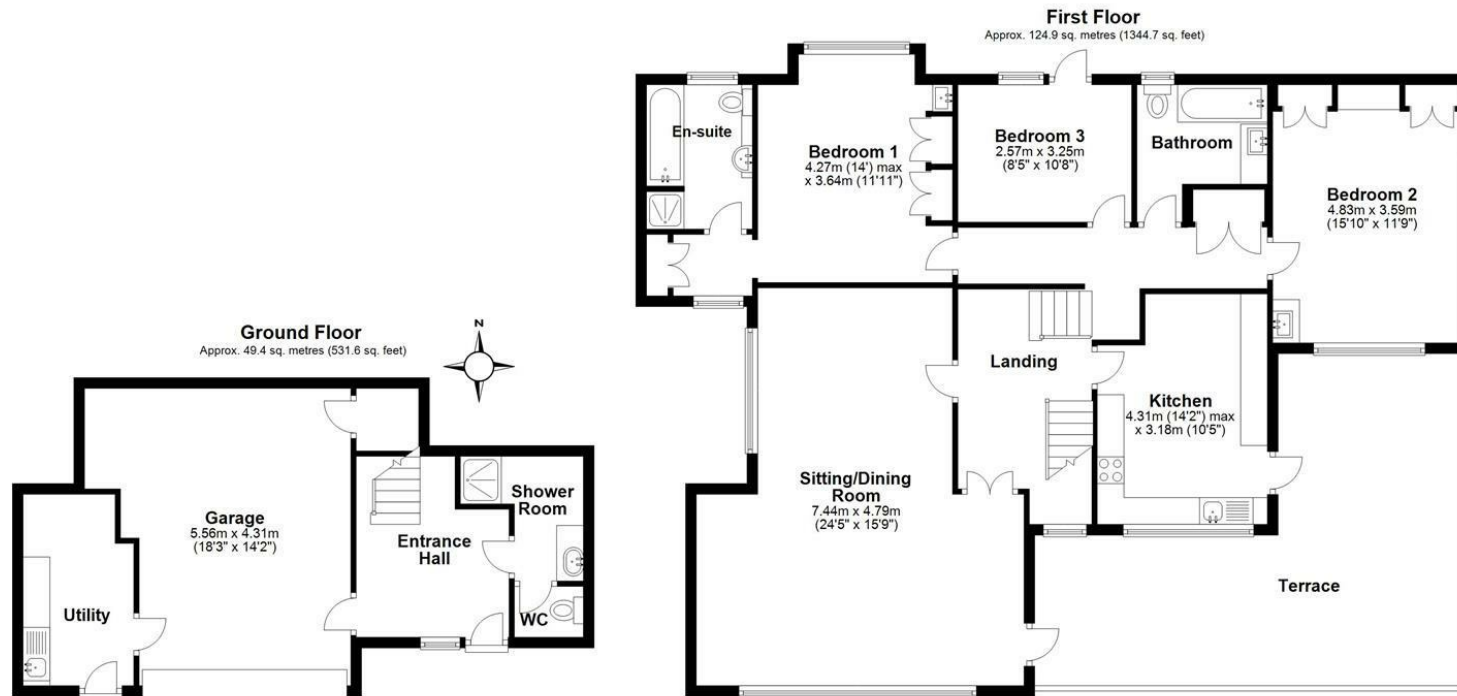 First Floor
Approx. 124.9 sq. metres (1344.7 sq. feet)
En-suite
Bedroom 1
4.27m (14') max
x 3.64m (11'11")
Bedroom 3
2.57m x 3.25m
(8'5" x 10'8")
Bathroom
Bedroom 2
4.83m x 3.59m
(15'10" x 11'9")
Landing
Kitchen
4.31m (14'2") max
x 3.18m (10'5")
Sitting/Dining
Room
7.44m x 4.79m
(24'5" x 15'9")
Terrace
Ground Floor
Approx. 49.4 sq. metres (531.6 sq. feet)
N
Garage
5.56m x 4.31m
(18'3" x 14'2")
Shower
Room
Entrance
Hall
Utility
WC